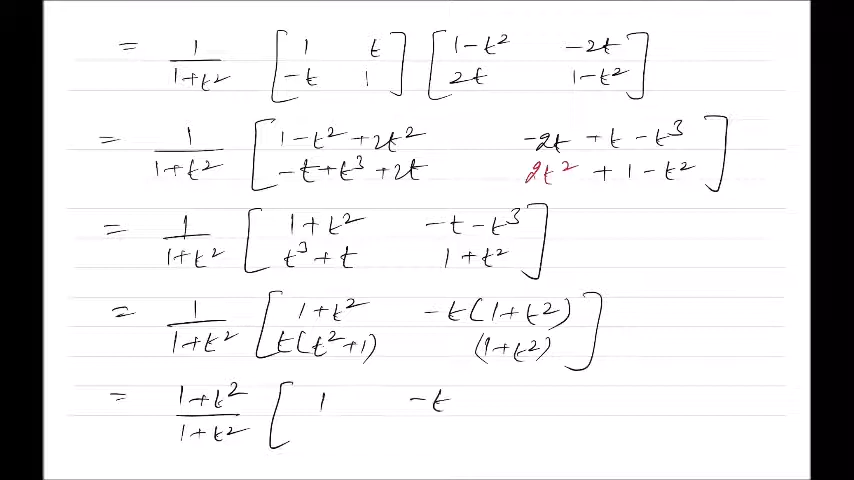 = 1/(1+t²) [ 1 t ; -t 1 ] [ 1-t² -2t ; 2t 1-t² ]
= 1/(1+t²) [ 1-t²+2t² -2t+t-t³ ; -t+t³+2t 2t²+1-t² ]
= 1/(1+t²) [ 1+t² -t-t³ ; t³+t 1+t² ]
= 1/(1+t²) [ 1+t² -t(1+t²) ; t(t²+1) (1+t²) ]
= (1+t²)/(1+t²) [ 1 -t